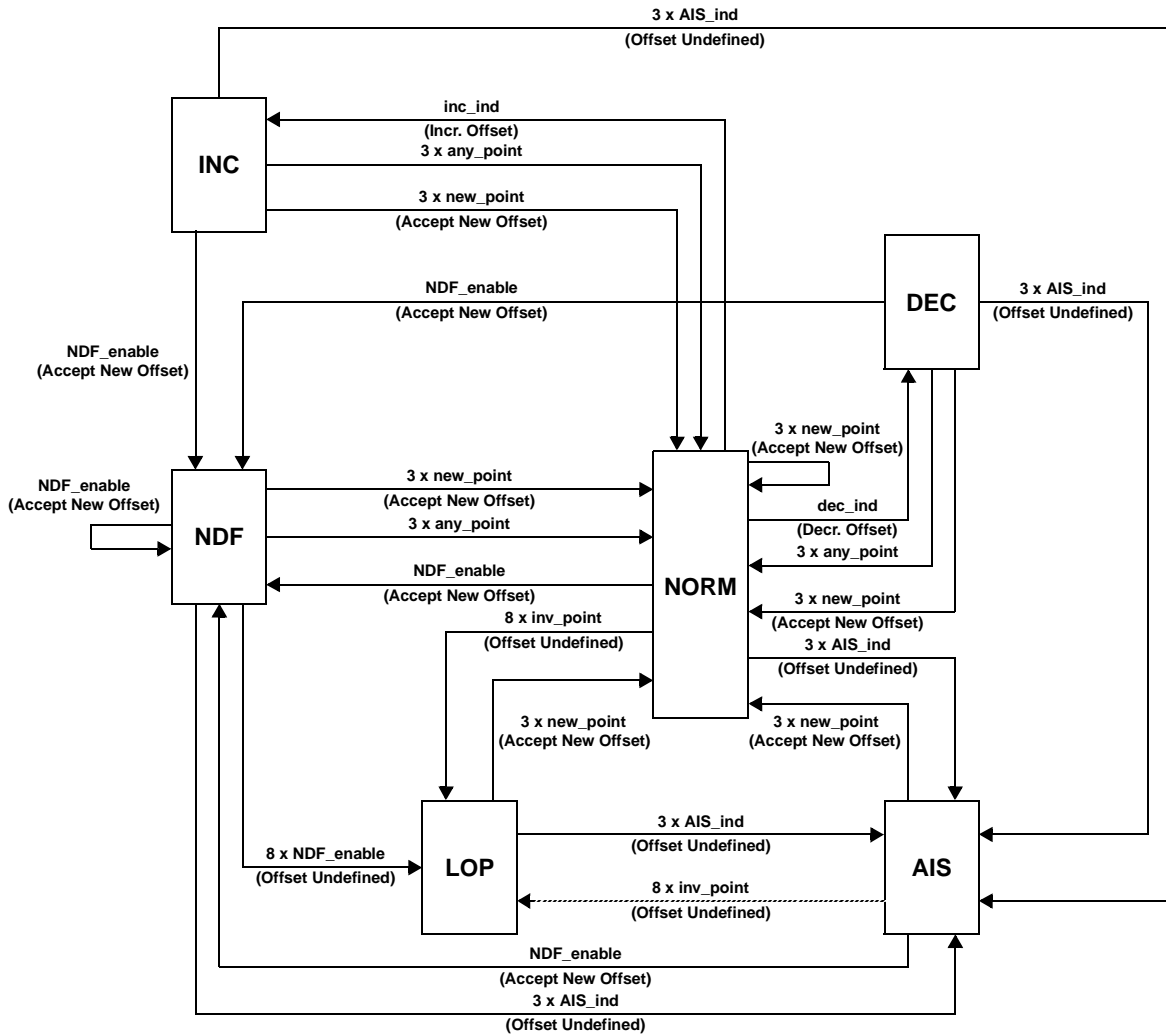 3 x AIS_ind
(Offset Undefined)
inc_ind
(Incr. Offset)
3 x any_point
INC
3 x new_point
(Accept New Offset)
NDF_enable
(Accept New Offset)
DEC
3 x AIS_ind
(Offset Undefined)
NDF_enable
(Accept New Offset)
3 x new_point
(Accept New Offset)
NDF_enable
(Accept New Offset)
3 x new_point
(Accept New Offset)
dec_ind
(Decr. Offset)
NDF
3 x any_point
3 x any_point
NDF_enable
(Accept New Offset)
NORM
3 x new_point
(Accept New Offset)
8 x inv_point
(Offset Undefined)
3 x AIS_ind
(Offset Undefined)
3 x new_point
(Accept New Offset)
3 x new_point
(Accept New Offset)
3 x AIS_ind
(Offset Undefined)
8 x NDF_enable
(Offset Undefined)
LOP
AIS
8 x inv_point
(Offset Undefined)
NDF_enable
(Accept New Offset)
3 x AIS_ind
(Offset Undefined)